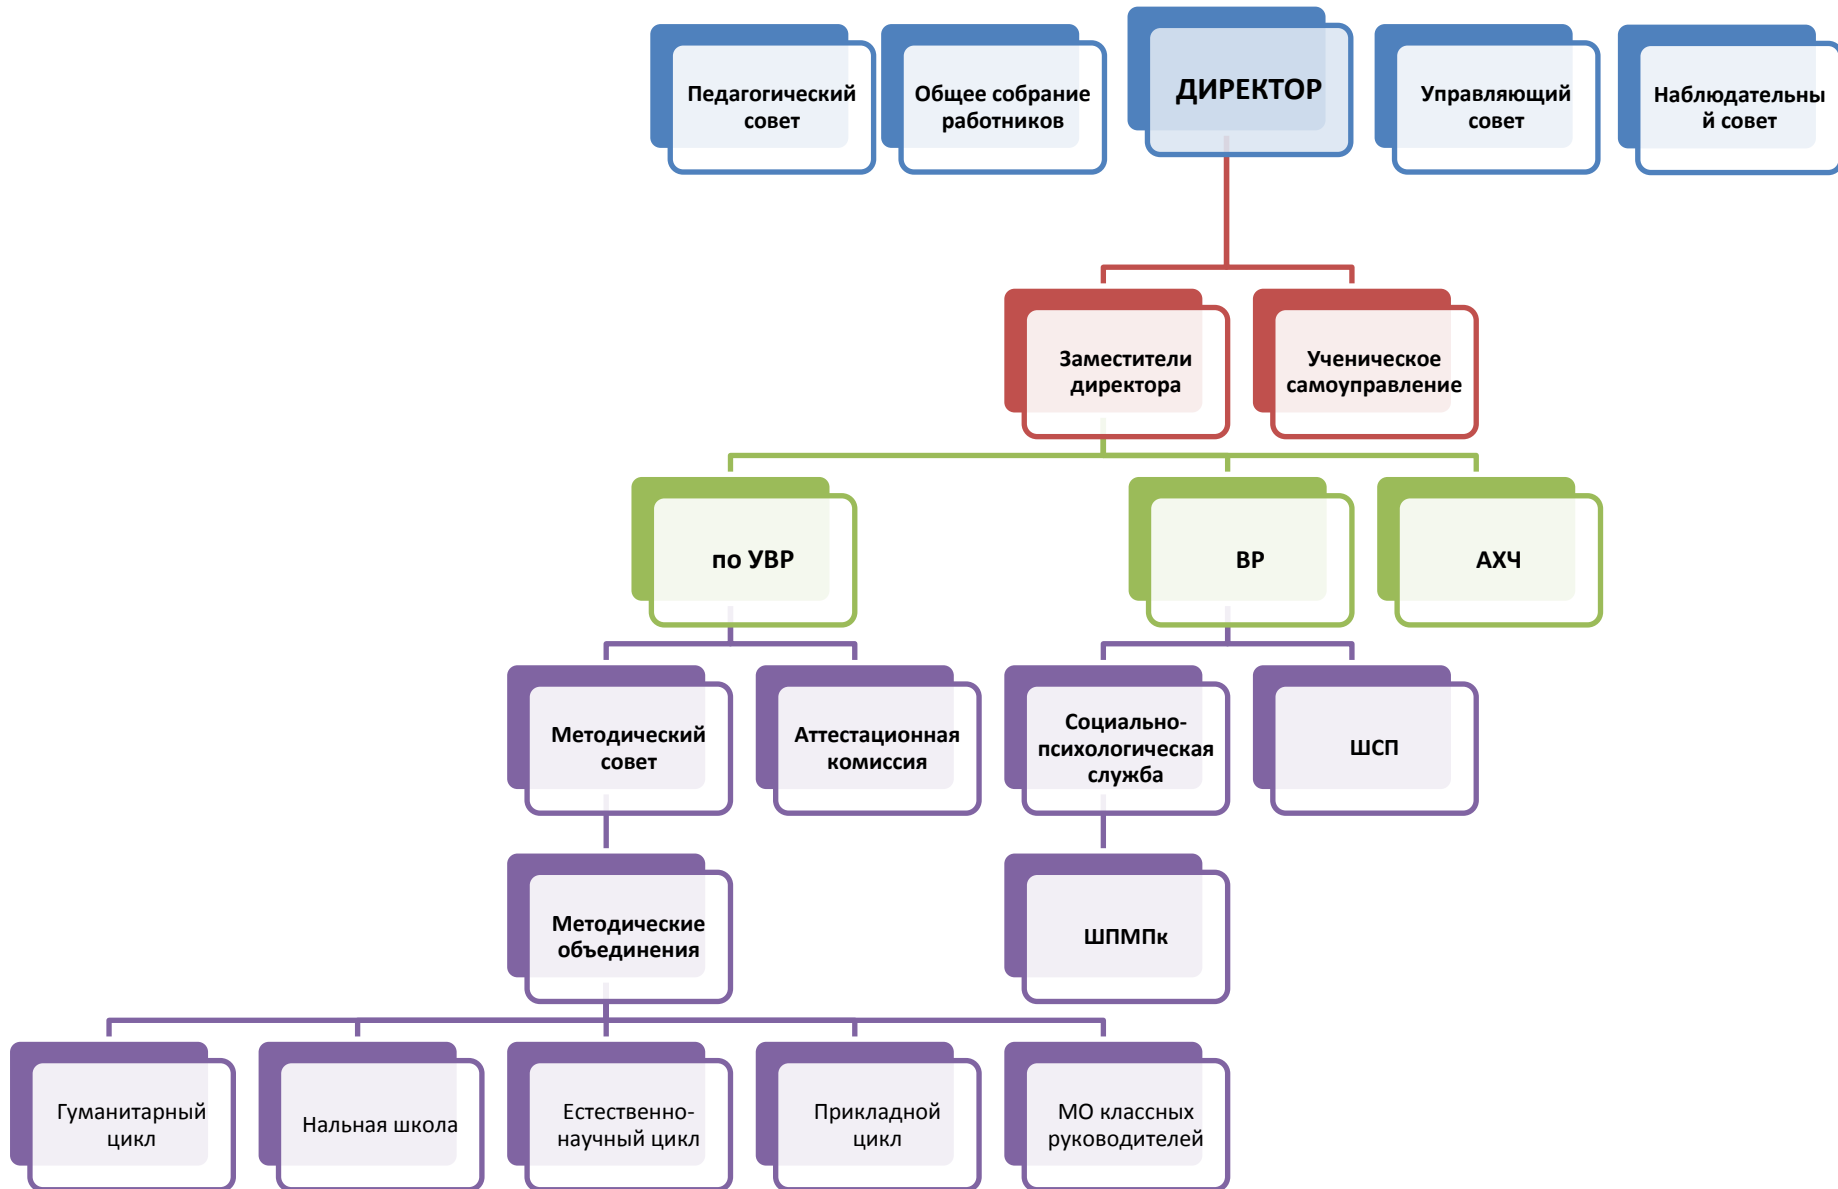 Педагогический
совет
Общее собрание
работников
ДИРЕКТОР
Управляющий
совет
Наблюдательны
й совет
Заместители
директора
Ученическое
самоуправление
по УВР
ВР
АХЧ
Методический
совет
Аттестационная
комиссия
Социально-
психологическая
служба
ШСП
Методические
объединения
ШПМПк
Гуманитарный
цикл
Нальная школа
Естественно-
научный цикл
Прикладной
цикл
МО классных
руководителей